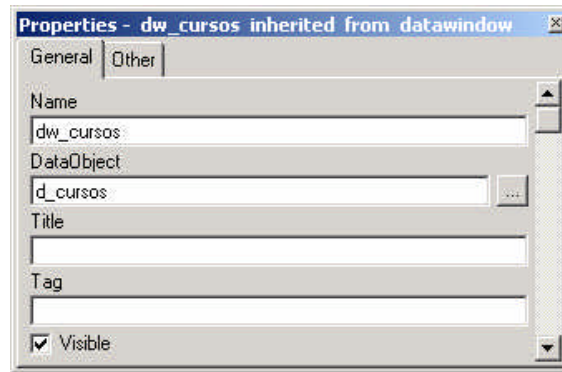 Properties - dw_cursos inherited from datawindow
General Other
Name
dw_cursos
DataObject
d_cursos ...
Title
Tag
Visible